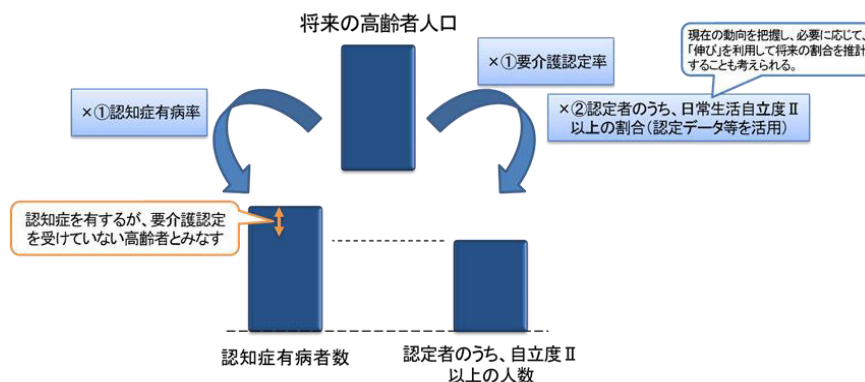 将来の高齢者人口
現在の動向を把握し、必要に応じて、
「伸び」を利用して将来の割合を推計
することも考えられる。
×①認知症有病率
×①要介護認定率
×②認定者のうち、日常生活自立度Ⅱ
以上の割合(認定データ等を活用)
認知症を有するが、要介護認定
を受けていない高齢者とみなす
認知症有病者数
認定者のうち、自立度Ⅱ
以上の人数